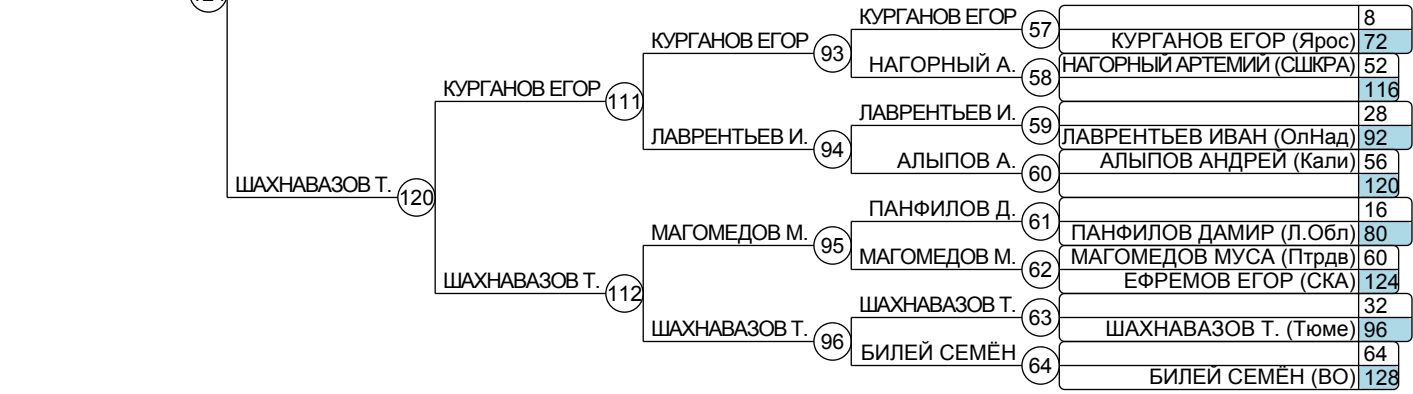 КУРГАНОВ ЕГОР 57 8
КУРГАНОВ ЕГОР 93 КУРГАНОВ ЕГОР (Ярос) 72
НАГОРНЫЙ А. 58 НАГОРНЫЙ АРТЕМИЙ (СШКРА) 52
КУРГАНОВ ЕГОР 111 116
ЛАВРЕНТЬЕВ И. 59 28
ЛАВРЕНТЬЕВ И. 94 ЛАВРЕНТЬЕВ ИВАН (ОлНад) 92
АЛЫПОВ А. 60 АЛЫПОВ АНДРЕЙ (Кали) 56
ШАХНАВАЗОВ Т. 120 120
ПАНФИЛОВ Д. 61 16
МАГОМЕДОВ М. 95 ПАНФИЛОВ ДАМИР (Л.Обл) 80
МАГОМЕДОВ М. 62 МАГОМЕДОВ МУСА (Птрдв) 60
ШАХНАВАЗОВ Т. 112 ЕФРЕМОВ ЕГОР (СКА) 124
ШАХНАВАЗОВ Т. 63 32
ШАХНАВАЗОВ Т. 96 ШАХНАВАЗОВ Т. (Тюме) 96
БИЛЕЙ СЕМЁН 64 64
БИЛЕЙ СЕМЁН (ВО) 128